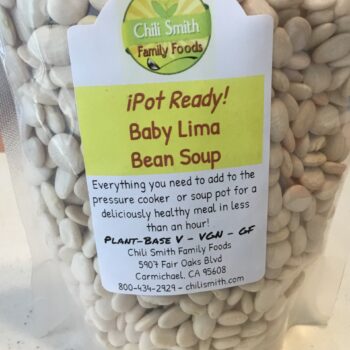 Chili Smith
Family Foods
iPot Ready!
Baby Lima
Bean Soup
Everything you need to add to the
pressure cooker or soup pot for a
deliciously healthy meal in less
than an hour!
PLANT-BASE V - VGN - GF
Chili Smith Family Foods
5907 Fair Oaks Blvd
Carmichael, CA 95608
800-434-2929 - chilismith.com